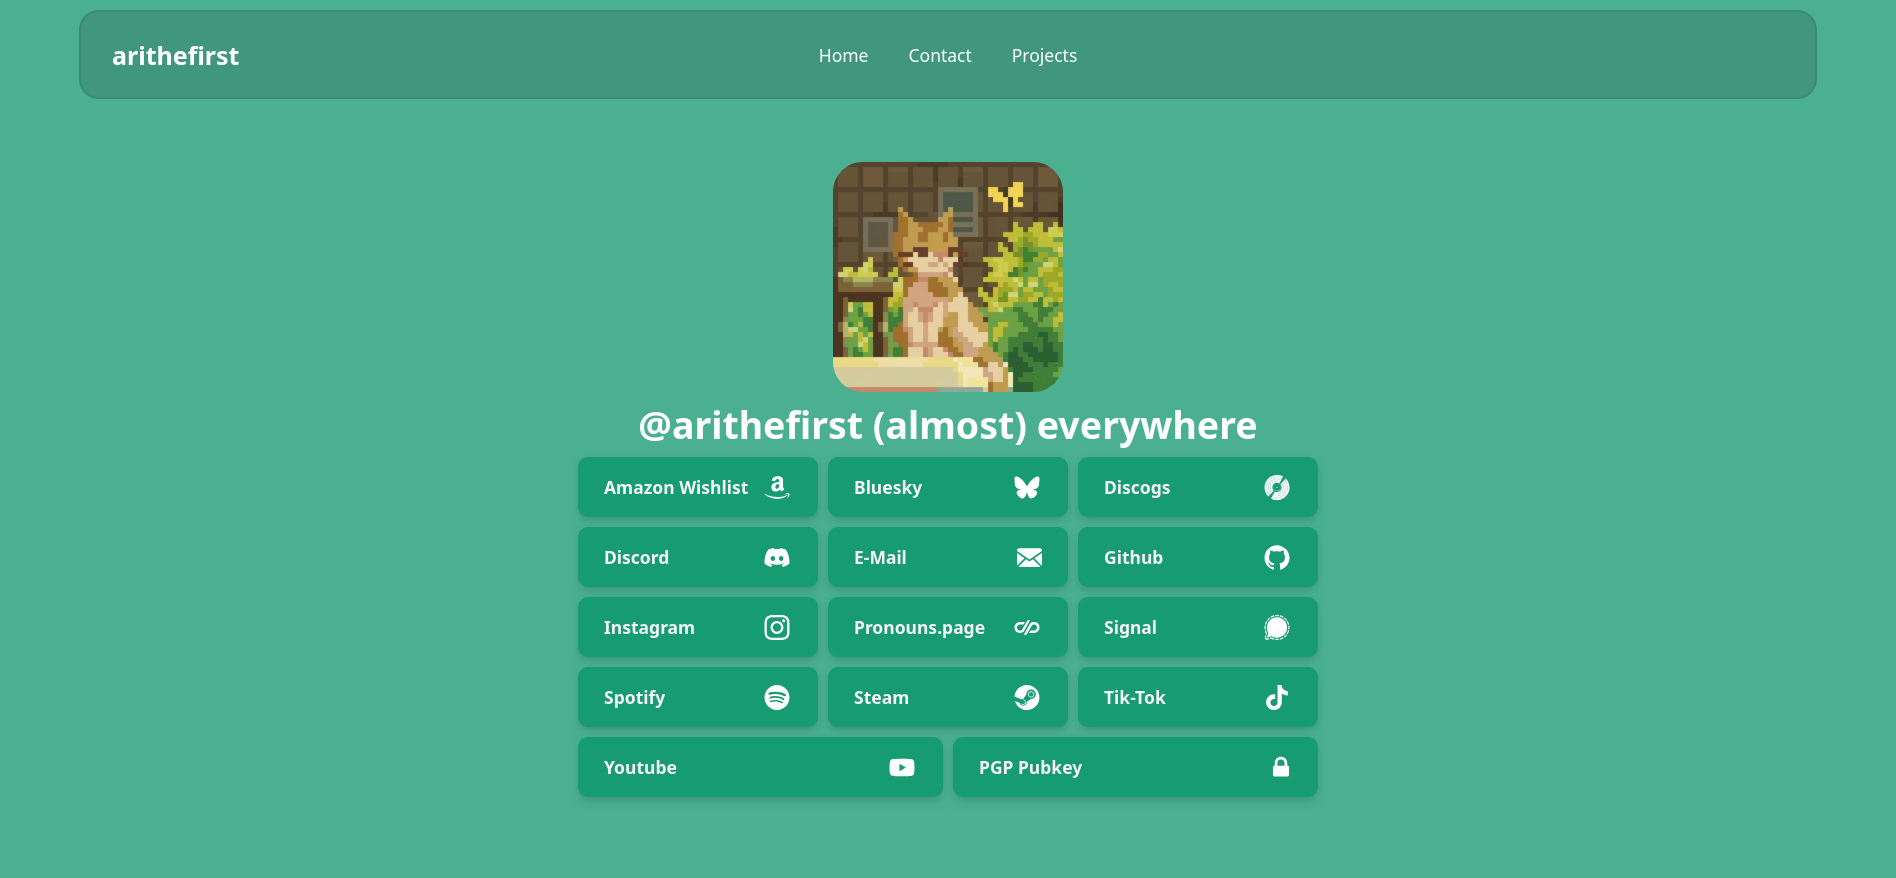 arithefirst
Home Contact Projects
@arithefirst (almost) everywhere
Amazon Wishlist Bluesky Discogs
Discord E-Mail Github
Instagram Pronouns.page Signal
Spotify Steam Tik-Tok
Youtube PGP Pubkey